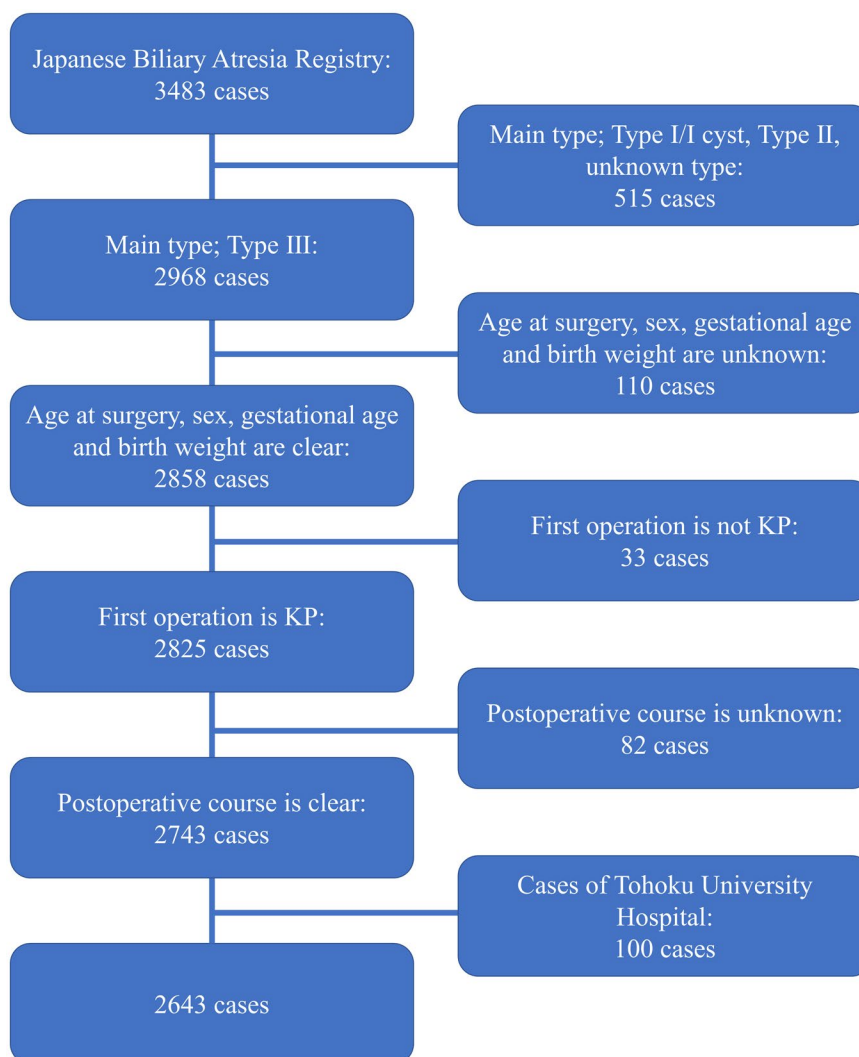 Japanese Biliary Atresia Registry:
3483 cases
Main type; Type I/I cyst, Type II,
unknown type:
515 cases
Main type; Type III:
2968 cases
Age at surgery, sex, gestational age
and birth weight are unknown:
110 cases
Age at surgery, sex, gestational age
and birth weight are clear:
2858 cases
First operation is not KP:
33 cases
First operation is KP:
2825 cases
Postoperative course is unknown:
82 cases
Postoperative course is clear:
2743 cases
Cases of Tohoku University
Hospital:
100 cases
2643 cases